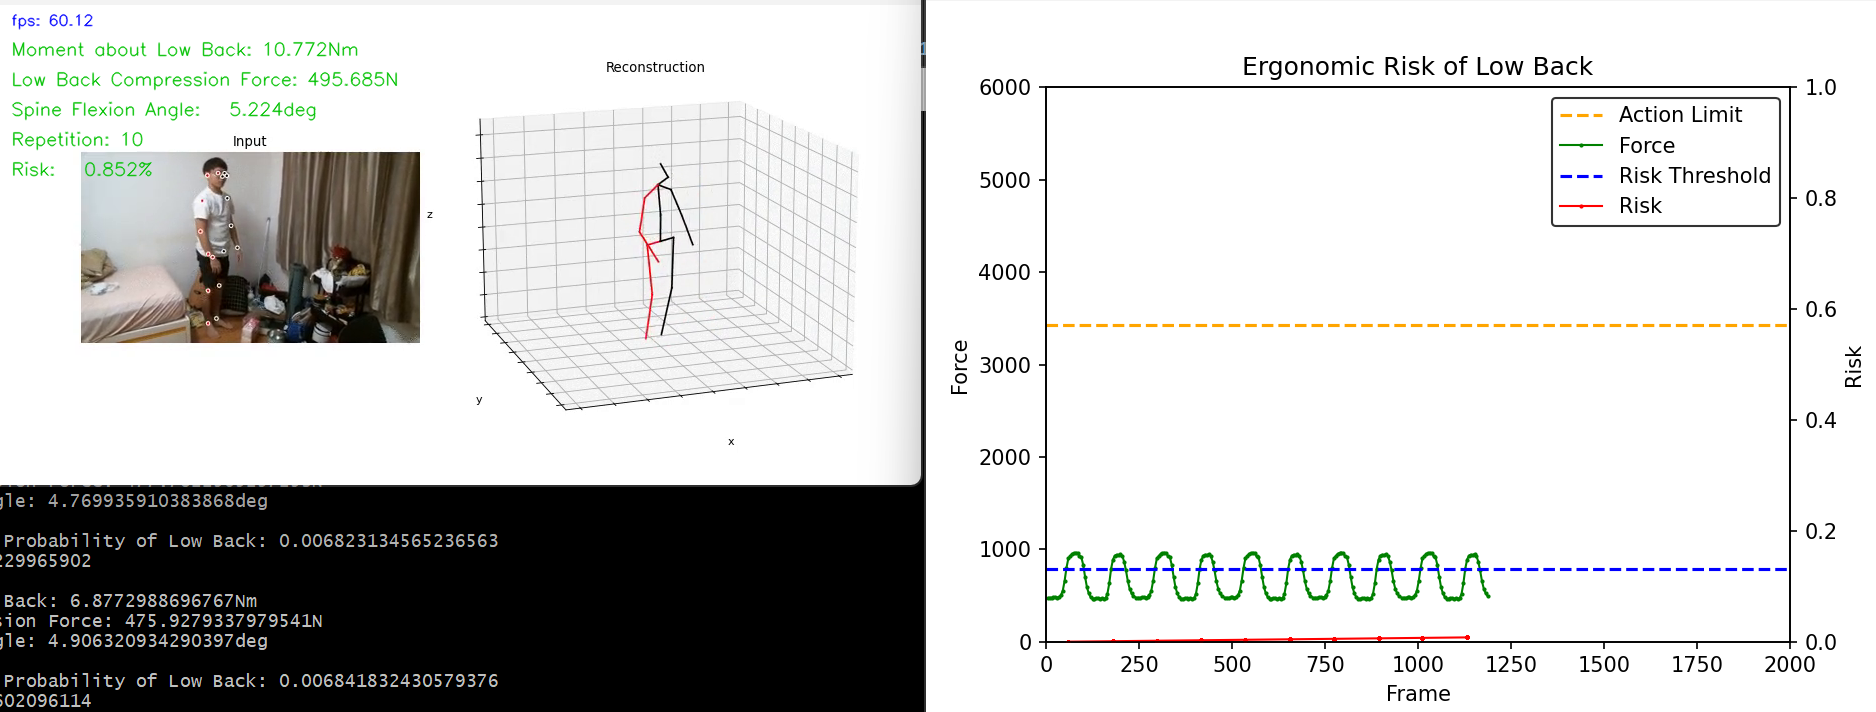 fps: 60.12
Moment about Low Back: 10.772Nm
Low Back Compression Force: 495.685N
Spine Flexion Angle: 5.224deg
Repetition: 10
Input
Risk: 0.852%
Reconstruction
z
y
x
gle: 4.769935910383868deg
Probability of Low Back: 0.006823134565236563
229965902
Back: 6.8772988696767Nm
sion Force: 475.9279337979541N
gle: 4.906320934290397deg
Probability of Low Back: 0.006841832430579376
602096114
Ergonomic Risk of Low Back
6000
5000
4000
3000
2000
1000
0
Force
1.0
0.8
0.6
0.4
0.2
0.0
Risk
Action Limit
Force
Risk Threshold
Risk
0 250 500 750 1000 1250 1500 1750 2000
Frame